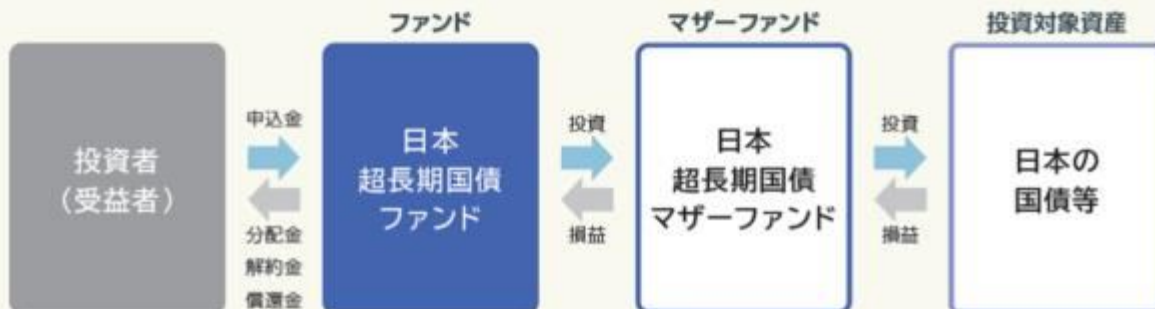 ファンド
マザーファンド
投資対象資産
投資者
（受益者）
申込金
分配金
解約金
償還金
日本
超長期国債
ファンド
投資
損益
日本
超長期国債
マザーファンド
投資
損益
日本の
国債等